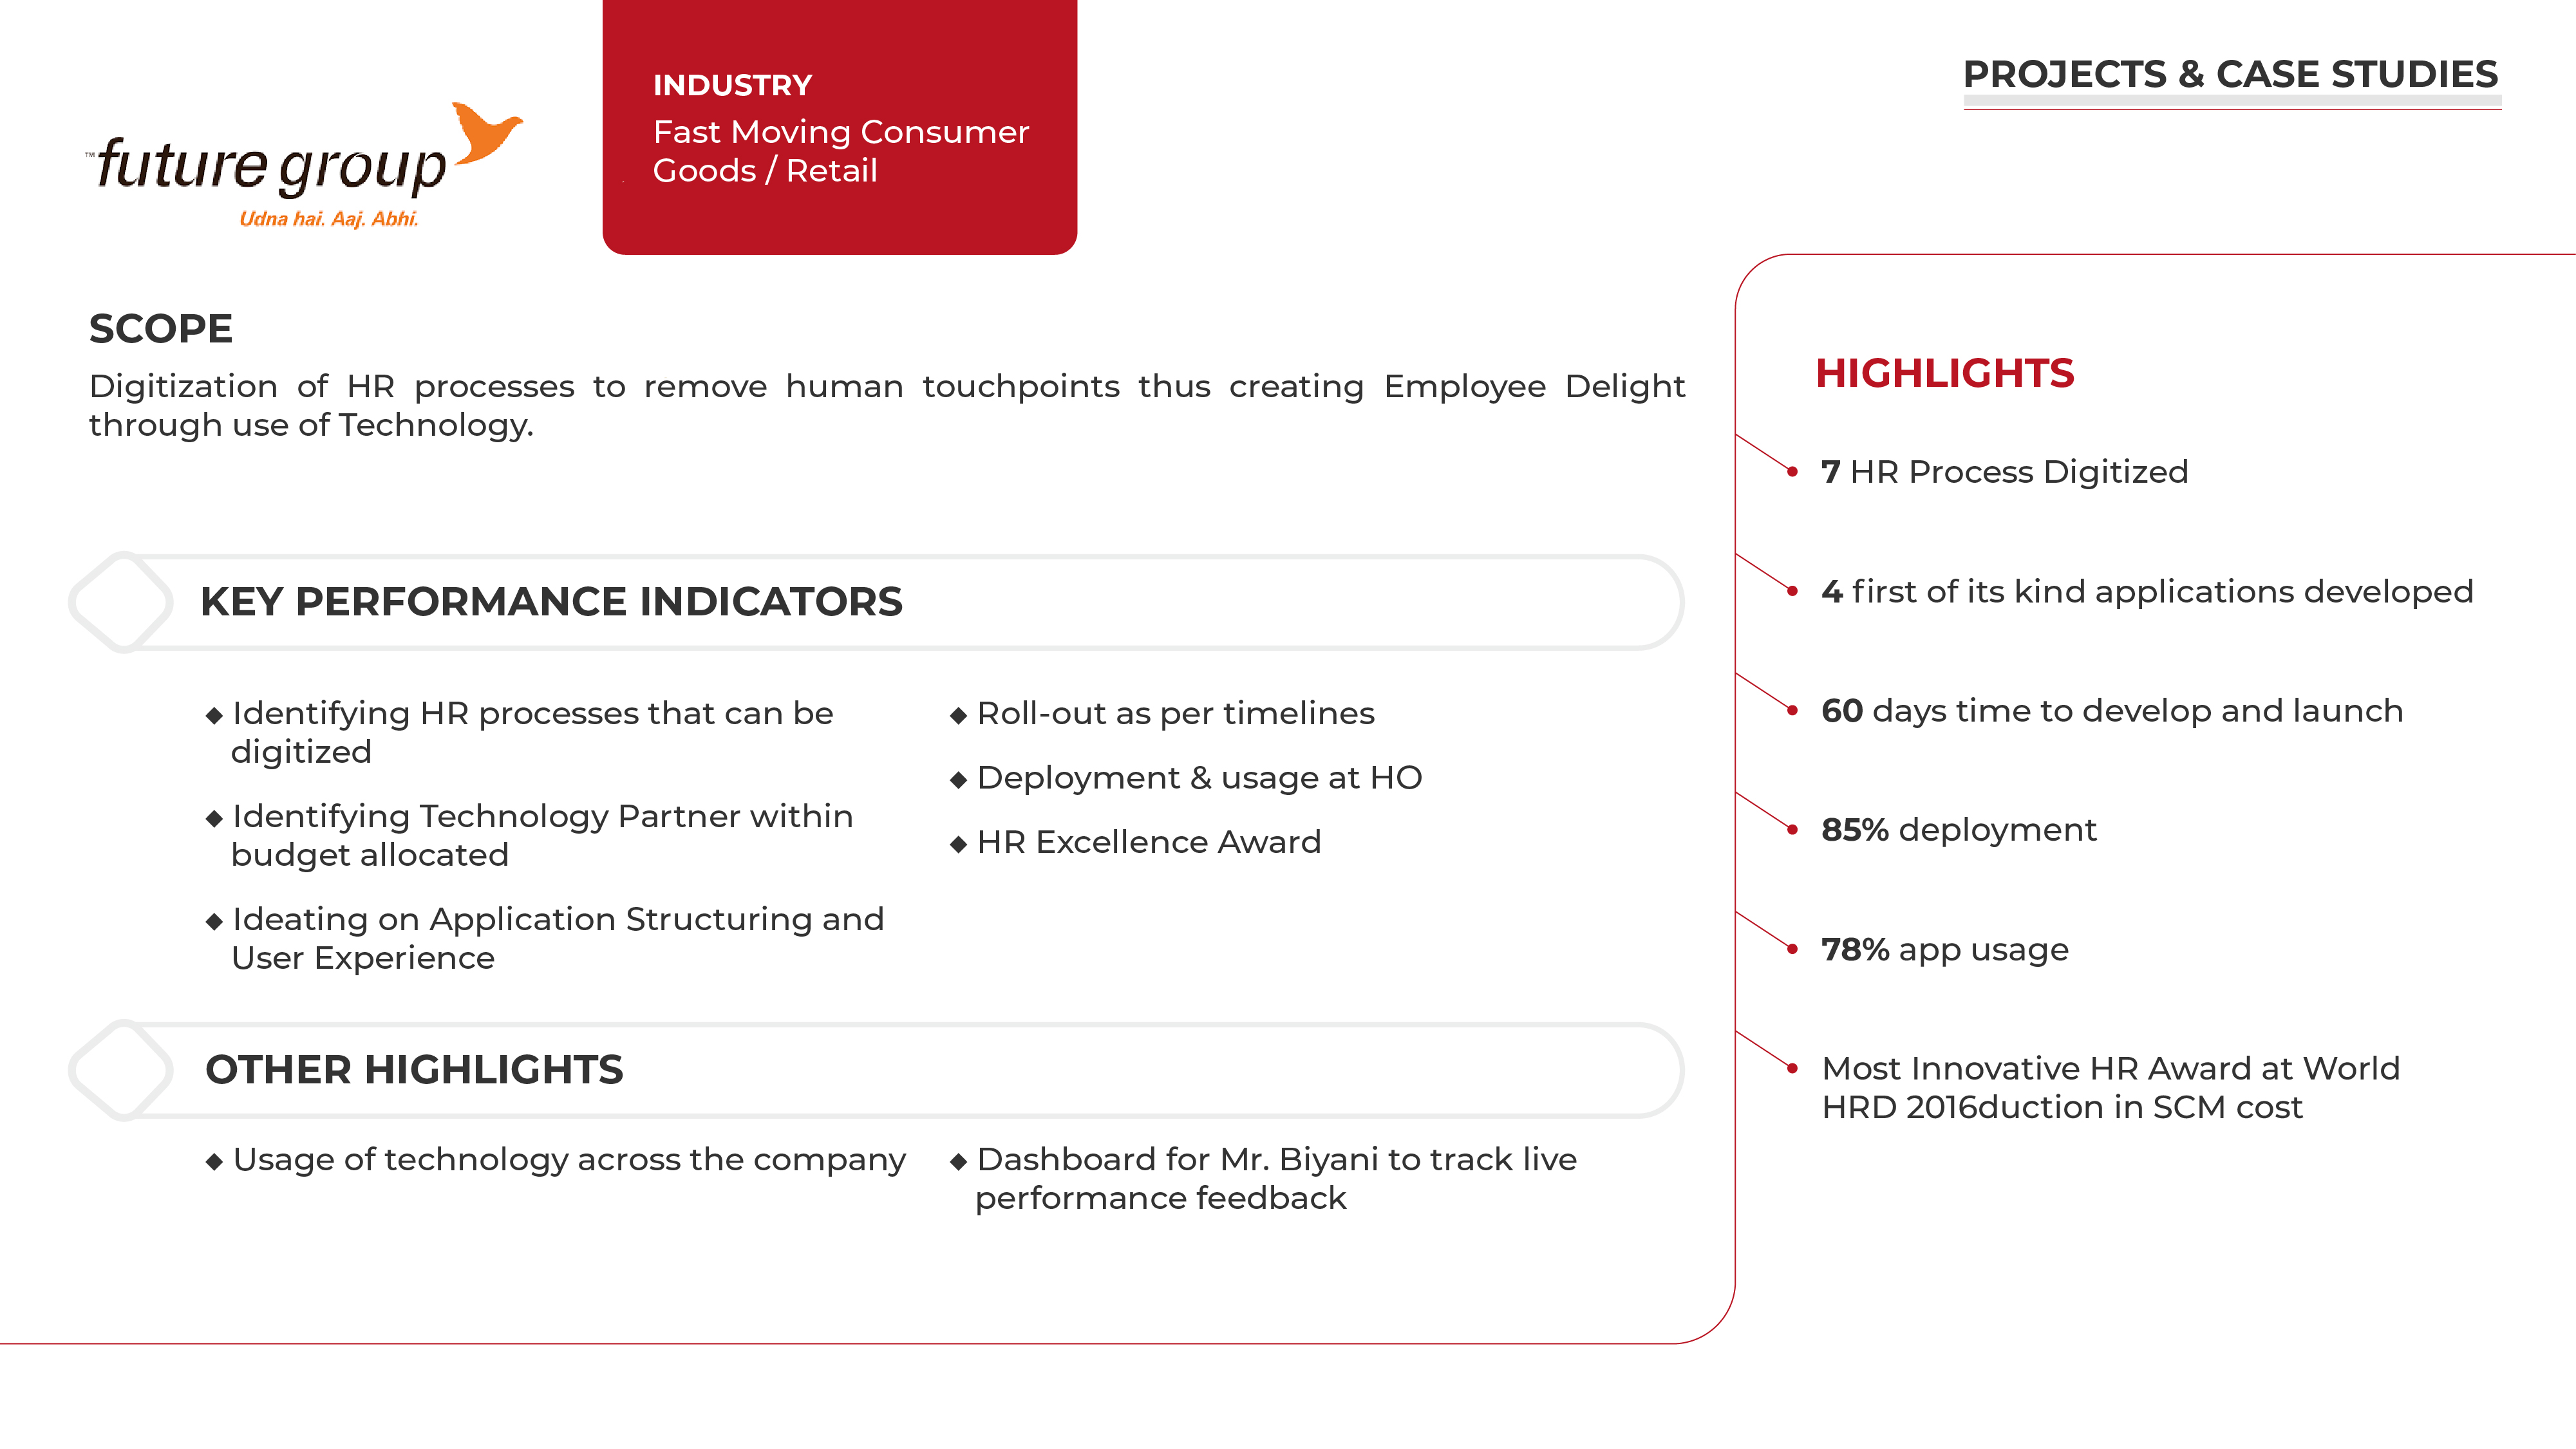 ™future group
Udna hai. Aaj. Abhi.
INDUSTRY
Fast Moving Consumer
Goods / Retail
PROJECTS & CASE STUDIES
SCOPE
Digitization of HR processes to remove human touchpoints thus creating Employee Delight
through use of Technology.
KEY PERFORMANCE INDICATORS
◆ Identifying HR processes that can be
digitized
◆ Identifying Technology Partner within
budget allocated
◆ Ideating on Application Structuring and
User Experience
◆ Roll-out as per timelines
◆ Deployment & usage at HO
◆ HR Excellence Award
OTHER HIGHLIGHTS
◆ Usage of technology across the company
◆ Dashboard for Mr. Biyani to track live
performance feedback
HIGHLIGHTS
7 HR Process Digitized
4 first of its kind applications developed
60 days time to develop and launch
85% deployment
78% app usage
Most Innovative HR Award at World
HRD 2016duction in SCM cost